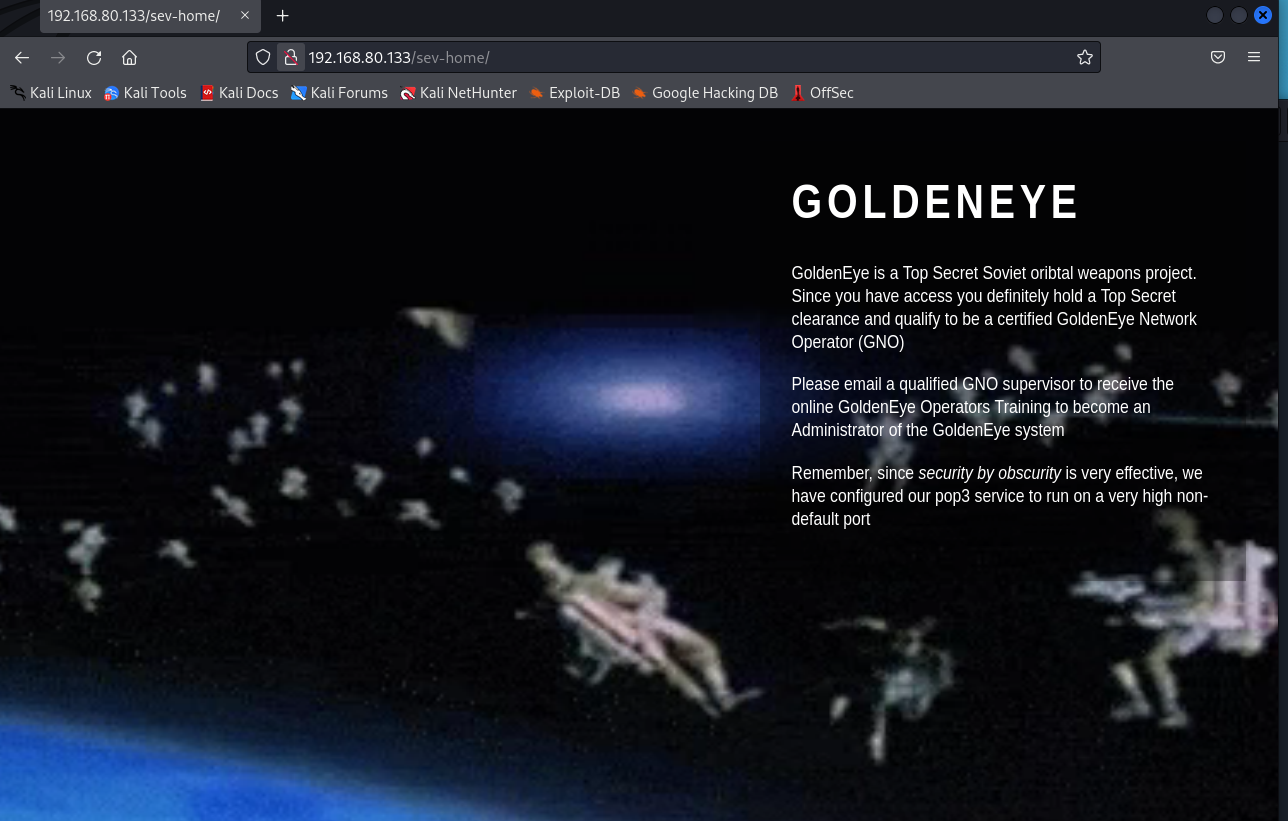 192.168.80.133/sev-home/
192.168.80.133/sev-home/
Kali Linux Kali Tools Kali Docs Kali Forums Kali NetHunter Exploit-DB Google Hacking DB OffSec
GOLDENEYE
GoldenEye is a Top Secret Soviet oribtal weapons project.
Since you have access you definitely hold a Top Secret
clearance and qualify to be a certified GoldenEye Network
Operator (GNO)
Please email a qualified GNO supervisor to receive the
online GoldenEye Operators Training to become an
Administrator of the GoldenEye system
Remember, since security by obscurity is very effective, we
have configured our pop3 service to run on a very high non-
default port